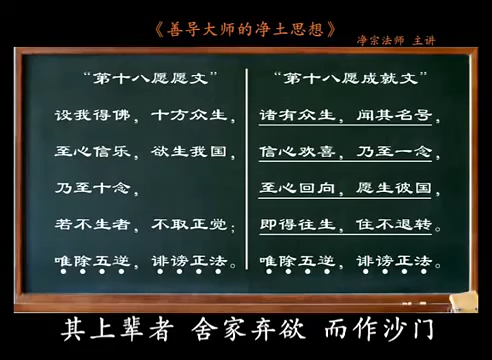 《善导大师的净土思想》
净宗法师 主讲
“第十八愿愿文”
设我得佛，十方众生，
至心信乐，欲生我国，
乃至十念，
若不生者，不取正觉；
唯除五逆，诽谤正法。
“第十八愿成就文”
诸有众生，闻其名号，
信心欢喜，乃至一念，
至心回向，愿生彼国，
即得往生，住不退转。
唯除五逆，诽谤正法。
其上辈者 舍家弃欲 而作沙门